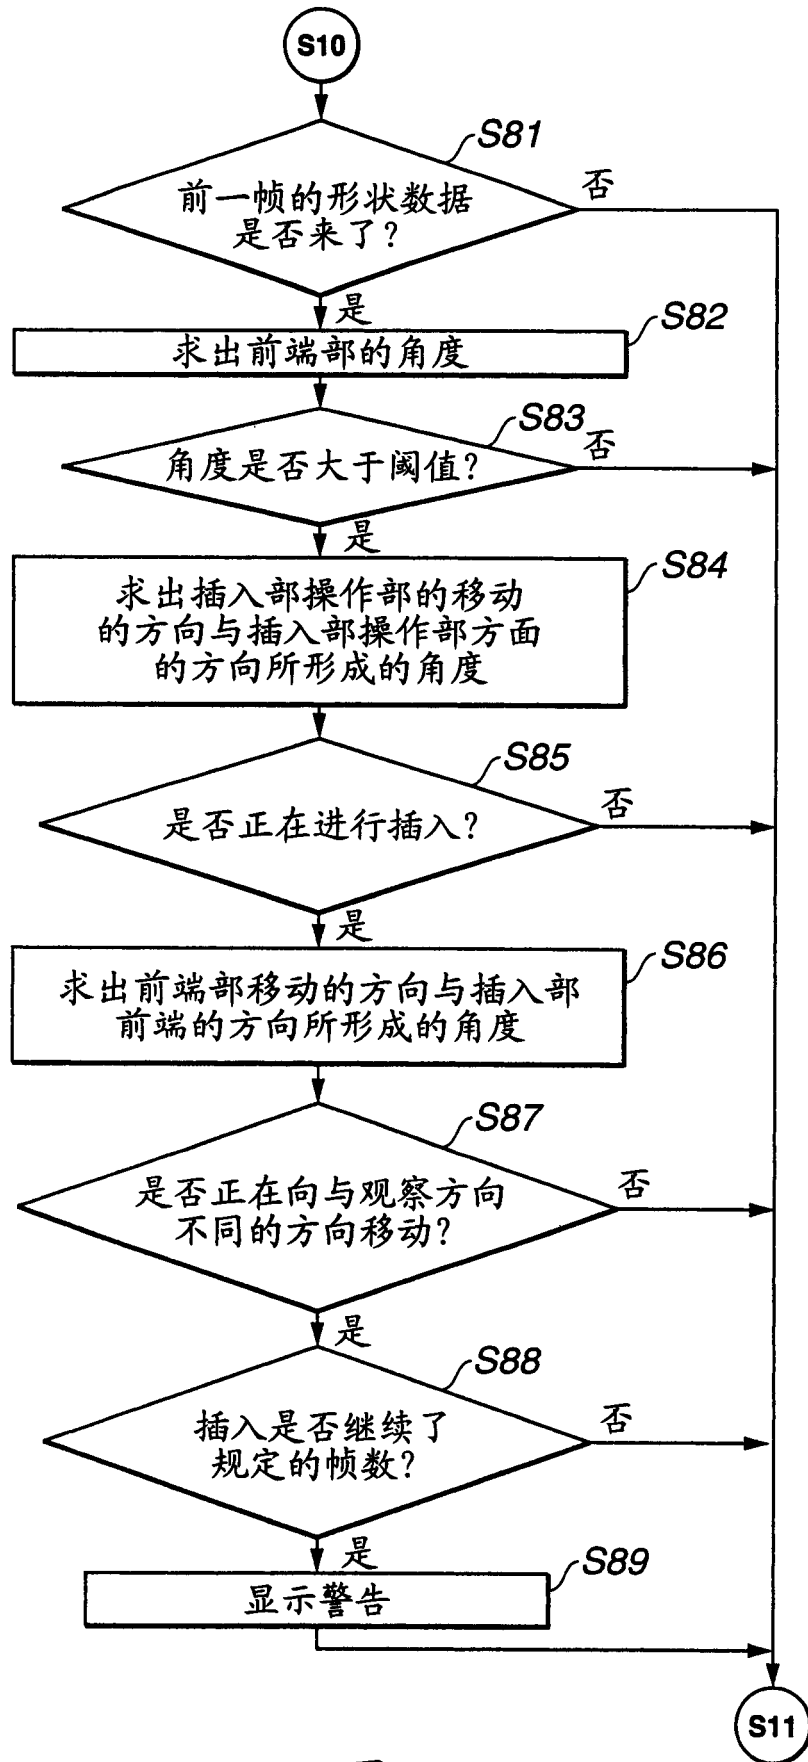 S10
S81
前一帧的形状数据
是否来了?
否
是
S82
求出前端部的角度
S83
角度是否大于阈值?
否
是
S84
求出插入部操作部的移动
的方向与插入部操作部方面
的方向所形成的角度
S85
是否正在进行插入?
否
是
S86
求出前端部移动的方向与插入部
前端的方向所形成的角度
S87
是否正在向与观察方向
不同的方向移动?
否
是
S88
插入是否继续了
规定的帧数?
否
是
S89
显示警告
S11